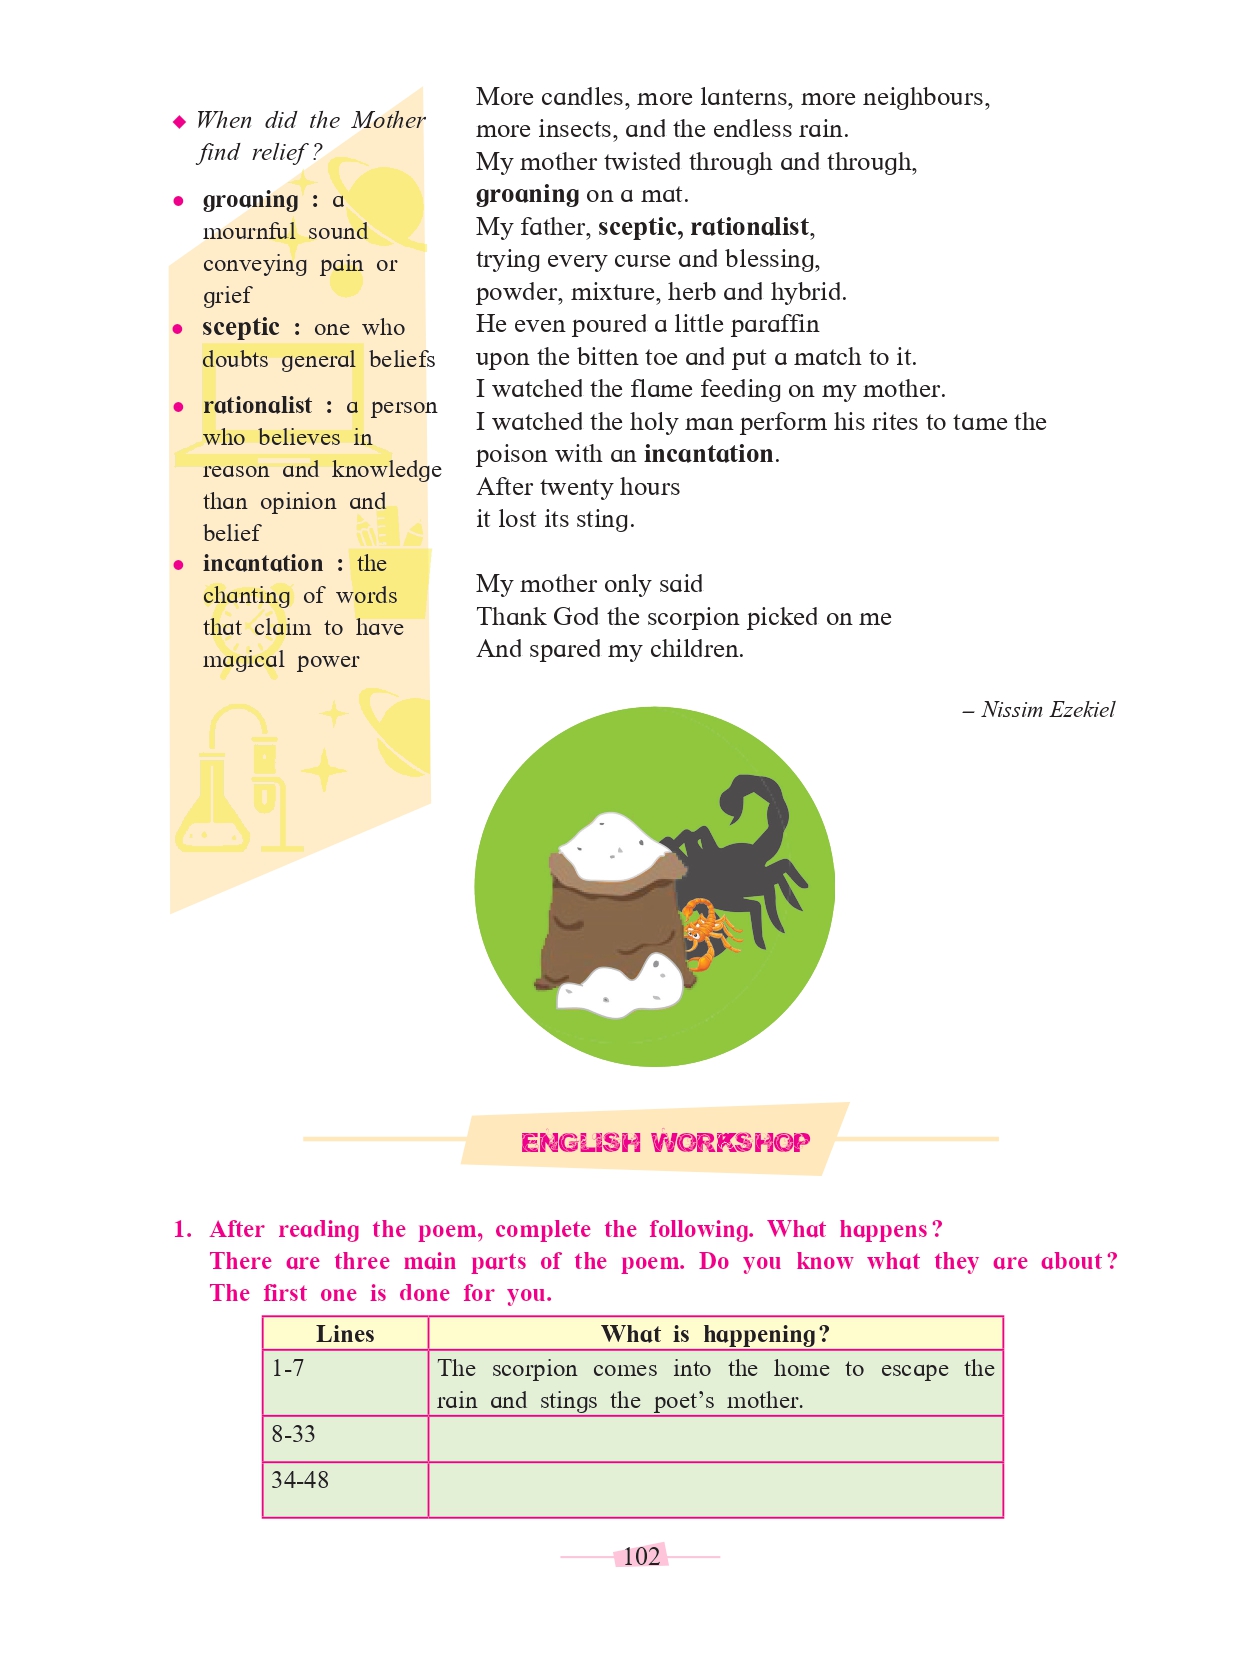 ◆ When did the Mother
find relief ?
• groaning : a
mournful sound
conveying pain or
grief
• sceptic : one who
doubts general beliefs
• rationalist : a person
who believes in
reason and knowledge
than opinion and
belief
• incantation : the
chanting of words
that claim to have
magical power
More candles, more lanterns, more neighbours,
more insects, and the endless rain.
My mother twisted through and through,
groaning on a mat.
My father, sceptic, rationalist,
trying every curse and blessing,
powder, mixture, herb and hybrid.
He even poured a little paraffin
upon the bitten toe and put a match to it.
I watched the flame feeding on my mother.
I watched the holy man perform his rites to tame the
poison with an incantation.
After twenty hours
it lost its sting.
My mother only said
Thank God the scorpion picked on me
And spared my children.
– Nissim Ezekiel
ENGLISH WORKSHOP
1. After reading the poem, complete the following. What happens ?
There are three main parts of the poem. Do you know what they are about ?
The first one is done for you.
Lines What is happening?
1-7 The scorpion comes into the home to escape the
rain and stings the poet's mother.
8-33
34-48
102